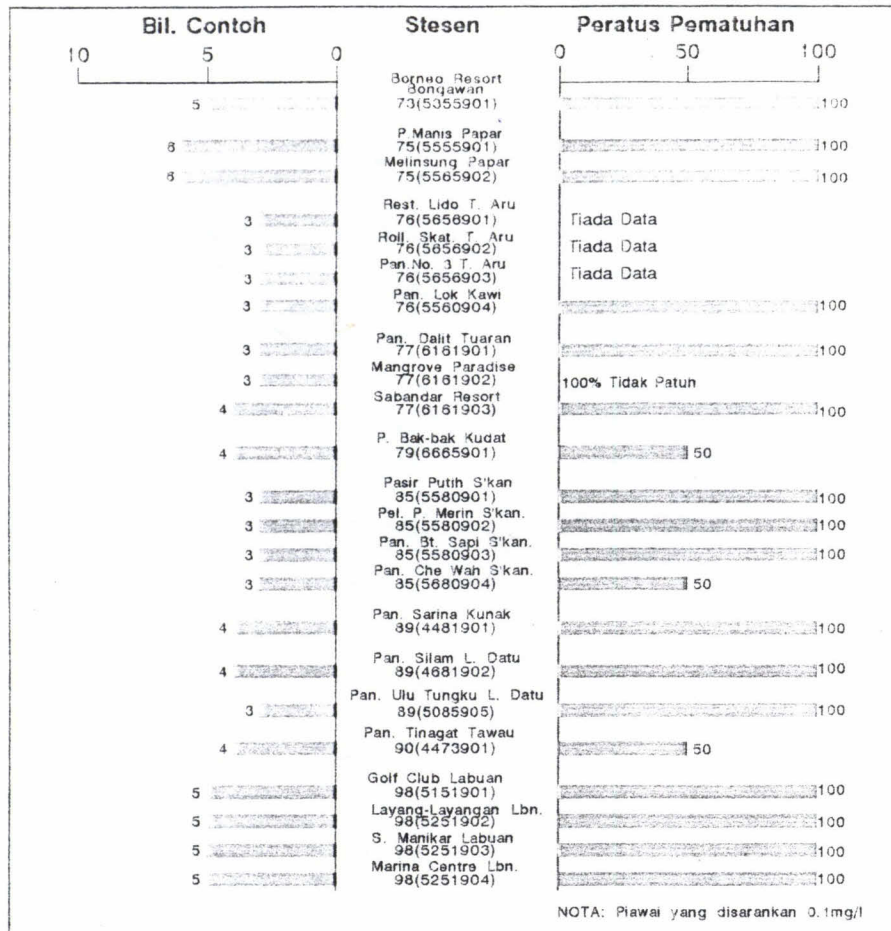 Bil. Contoh Stesen Peratus Pematuhan
10 5 0 0 50 100
Borneo Resort
Bongawan
5 73(5355901) 100
P.Manis Papar
6 75(5555901) 100
Melinsung Papar
6 75(5565902) 100
Rest. Lido T. Aru
3 76(5656901) Tiada Data
Roll. Skat. T. Aru
3 76(5656902) Tiada Data
Pan.No. 3 T. Aru
3 76(5656903) Tiada Data
Pan. Lok Kawi
3 76(5560904) 100
Pan. Dalit Tuaran
3 77(6161901) 100
Mangrove Paradise
3 77(6161902) 100% Tidak Patuh
Sabandar Resort
4 77(6161903) 100
P. Bak-bak Kudat
4 79(6665901) 50
Pasir Putih S'kan
3 85(5580901) 100
Pel. P. Merin S'kan.
3 85(5580902) 100
Pan. Bt. Sapi S'kan.
3 85(5580903) 100
Pan. Che Wah S'kan.
3 85(5680904) 50
Pan. Sarina Kunak
4 89(4481901) 100
Pan. Silam L. Datu
4 89(4681902) 100
Pan. Ulu Tungku L. Datu
3 89(5085905) 100
Pan. Tinagat Tawau
4 90(4473901) 50
Golf Club Labuan
5 98(5151901) 100
Layang-Layangan Lbn.
5 98(5251902) 100
S. Manikar Labuan
5 98(5251903) 100
Marina Centre Lbn.
5 98(5251904) 100
NOTA: Piawai yang disarankan 0.1mg/l